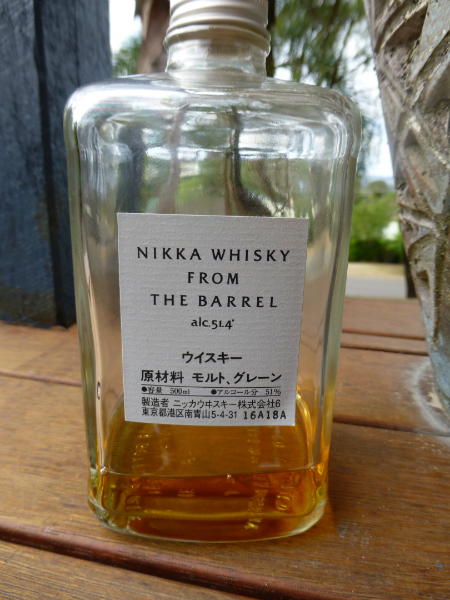 NIKKA WHISKY
FROM
THE BARREL
alc.51.4°
ウイスキー
原材料 モルト、グレーン
●容量 500ml ●アルコール分 51%
製造者 ニッカウヰスキー株式会社6
東京都港区南青山5-4-31 16A18A